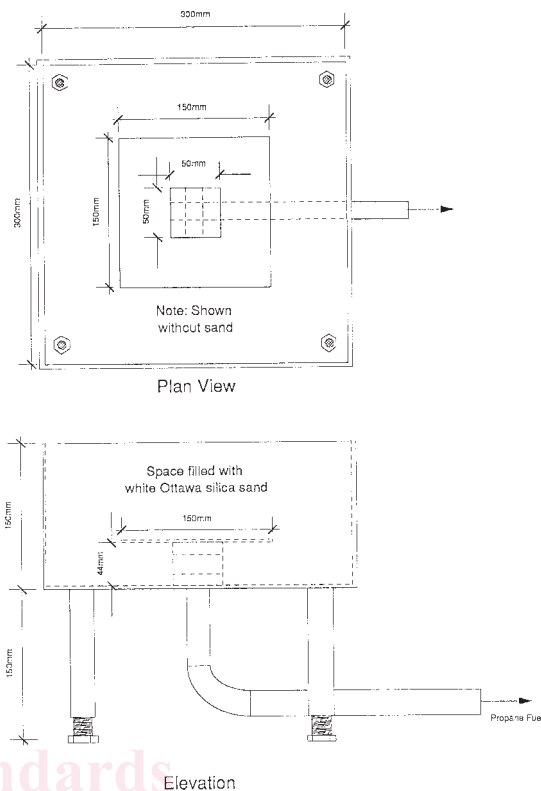 300mm
150mm
50mm
300mm
150mm
50mm
Note: Shown
without sand
Plan View
Space filled with
white Ottawa silica sand
150mm
150mm
44mm
150mm
Propane Fue
ndards
Elevation